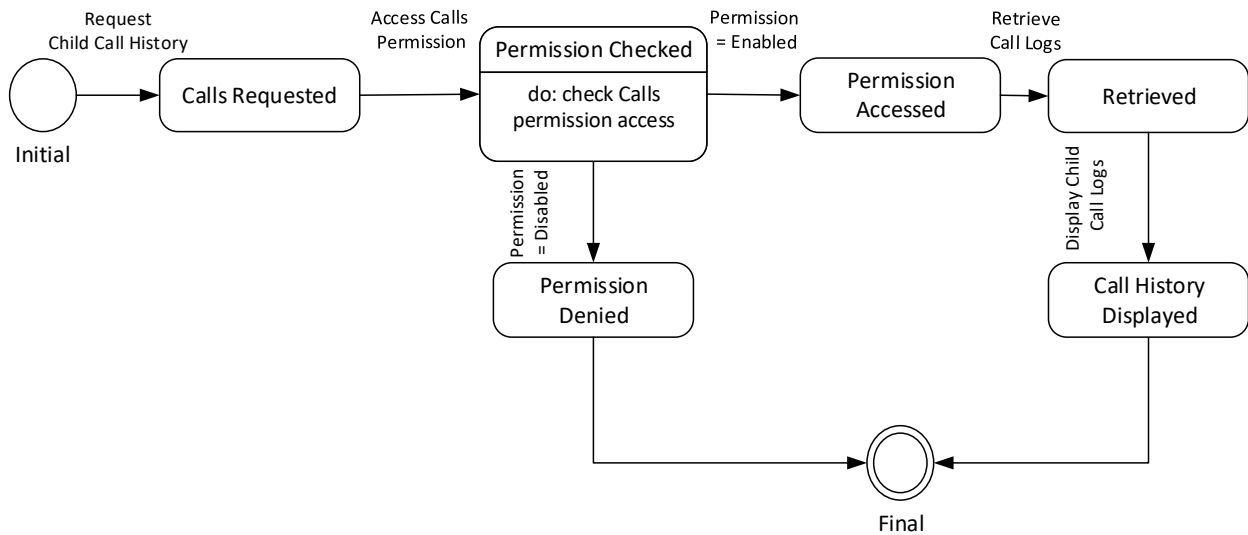 Request
Child Call History
Access Calls
Permission
Permission
= Enabled
Retrieve
Call Logs
Initial
Calls Requested
Permission Checked
do: check Calls
permission access
Permission
Accessed
Retrieved
Permission
= Disabled
Display Child
Call Logs
Permission
Denied
Call History
Displayed
Final